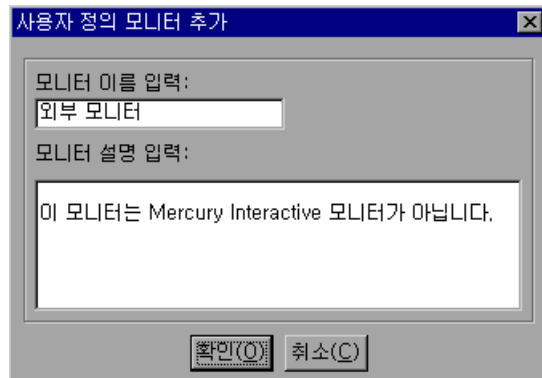 사용자 정의 모니터 추가
모니터 이름 입력:
외부 모니터
모니터 설명 입력:
이 모니터는 Mercury Interactive 모니터가 아닙니다.
확인(O) 취소(C)